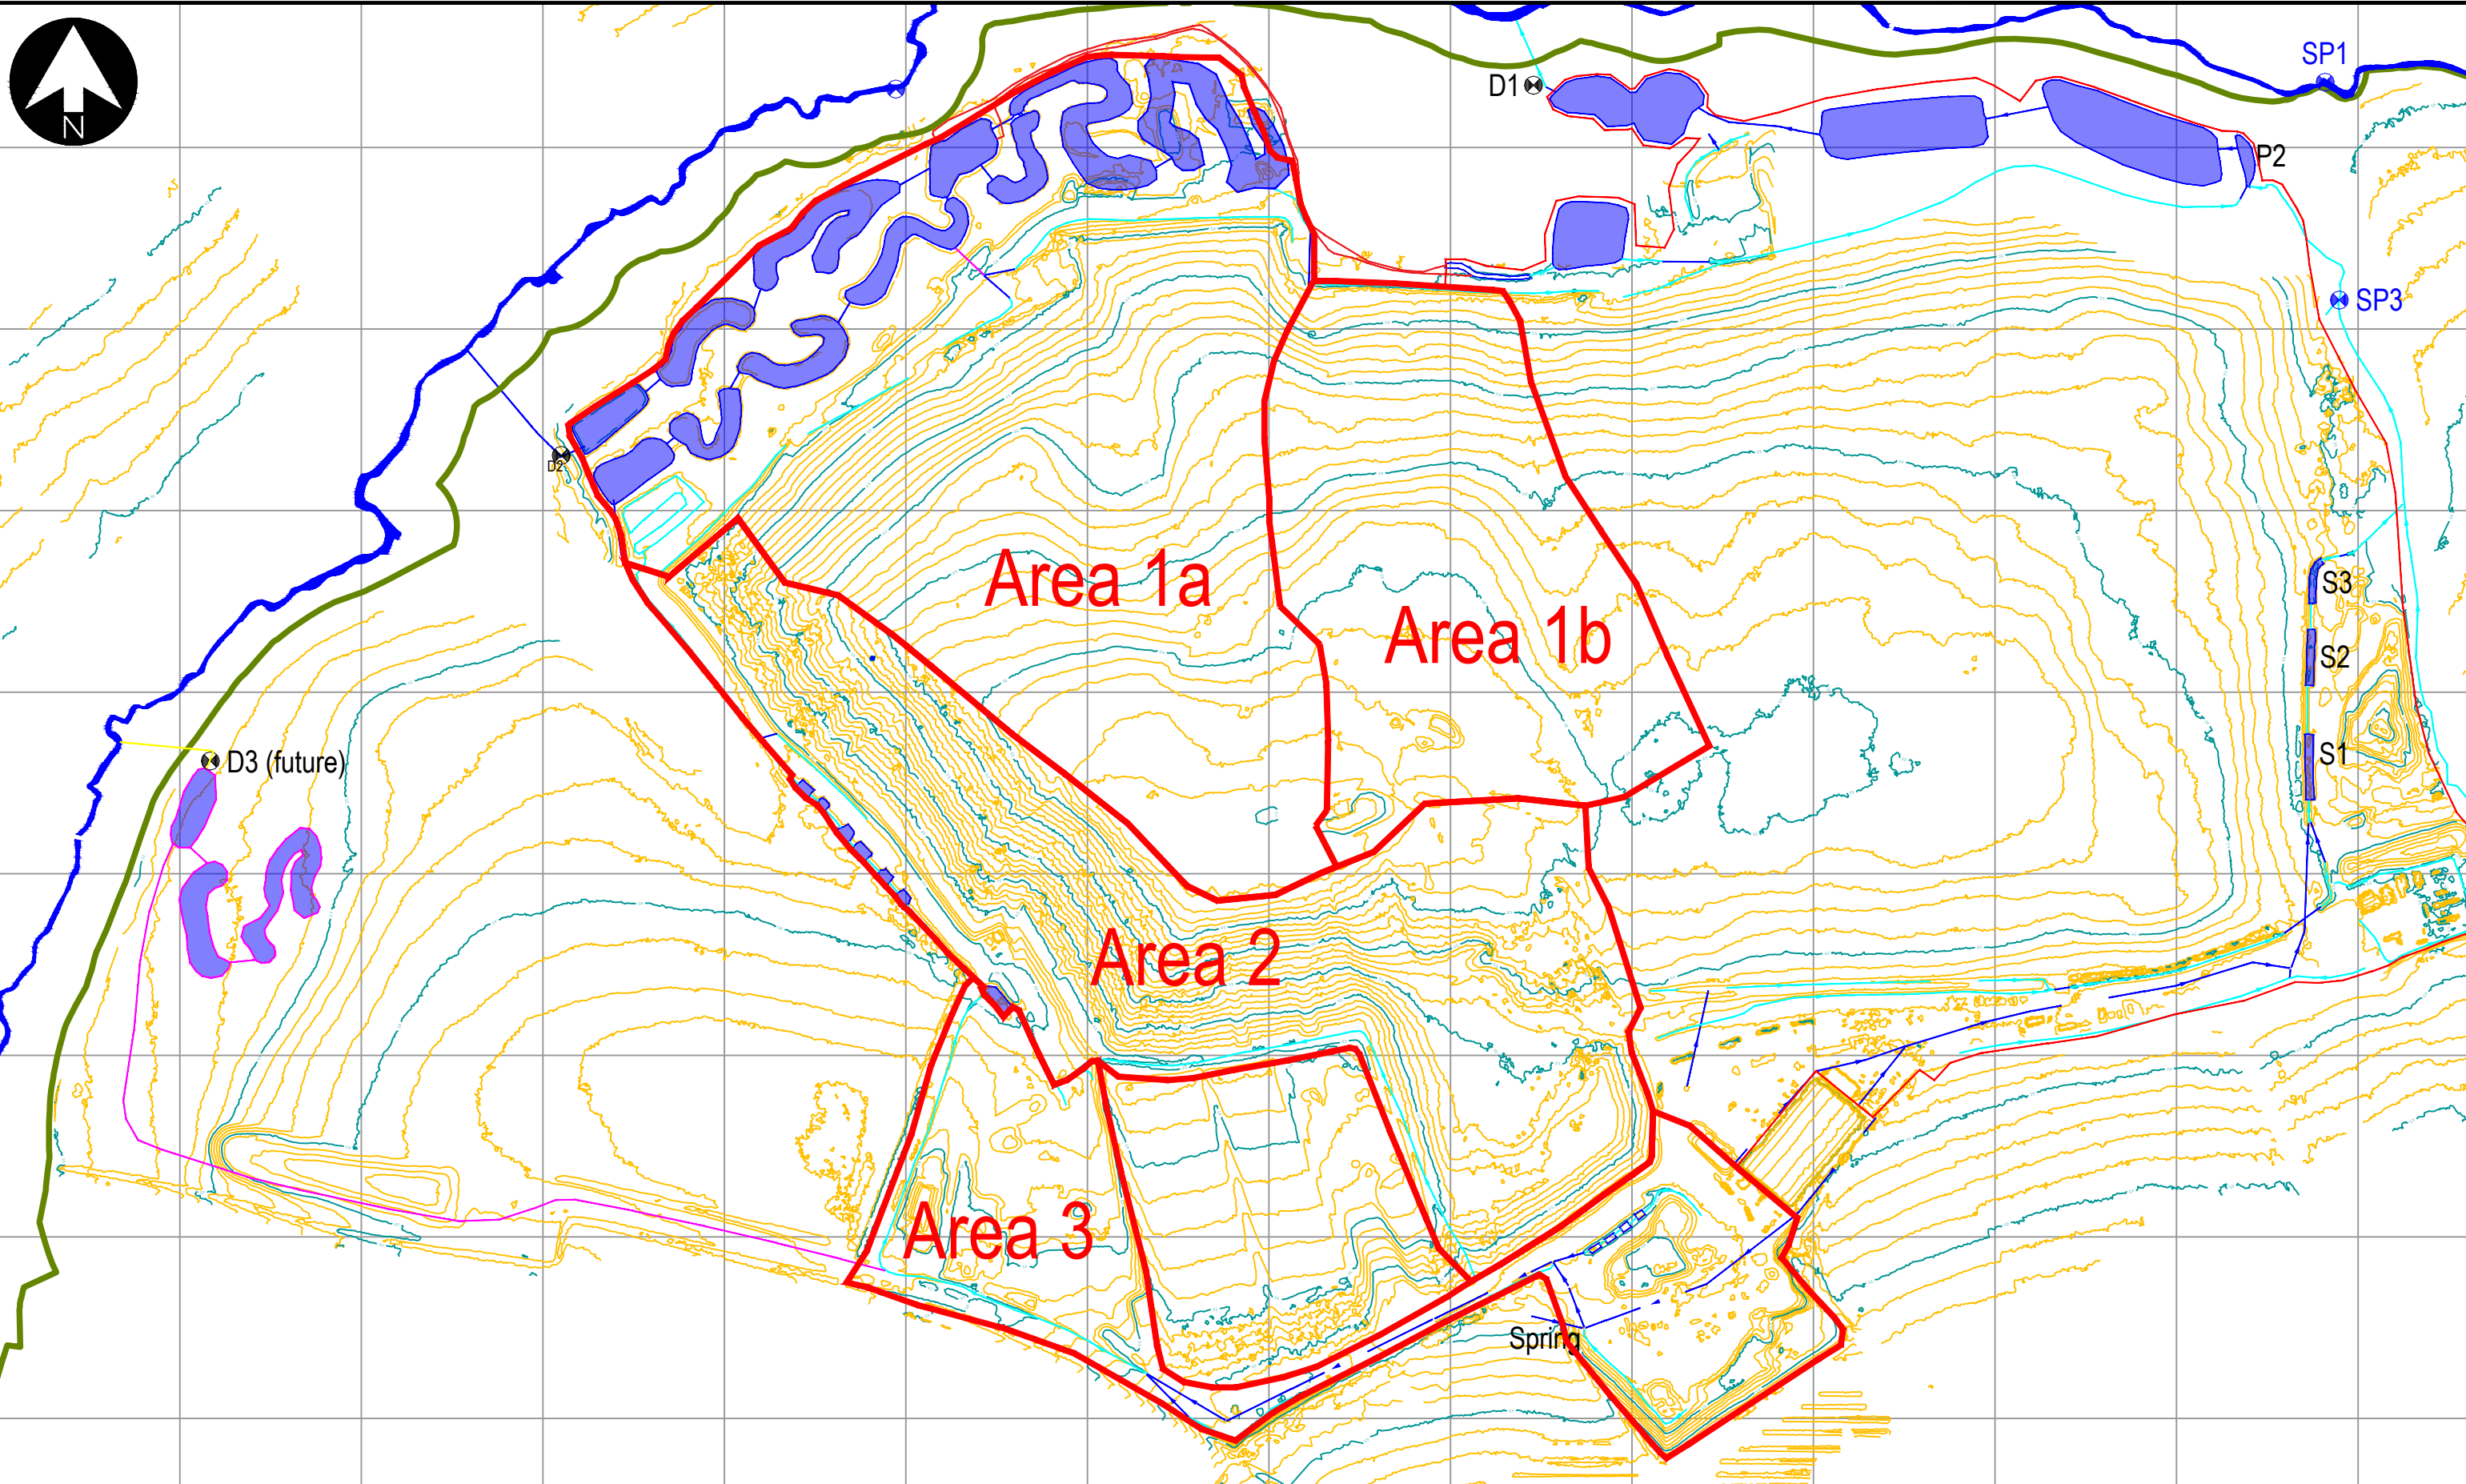 N
SP1
D1
P2
SP3
D2
Area 1a
Area 1b
S3
S2
S1
D3 (future)
Area 2
Area 3
Spring